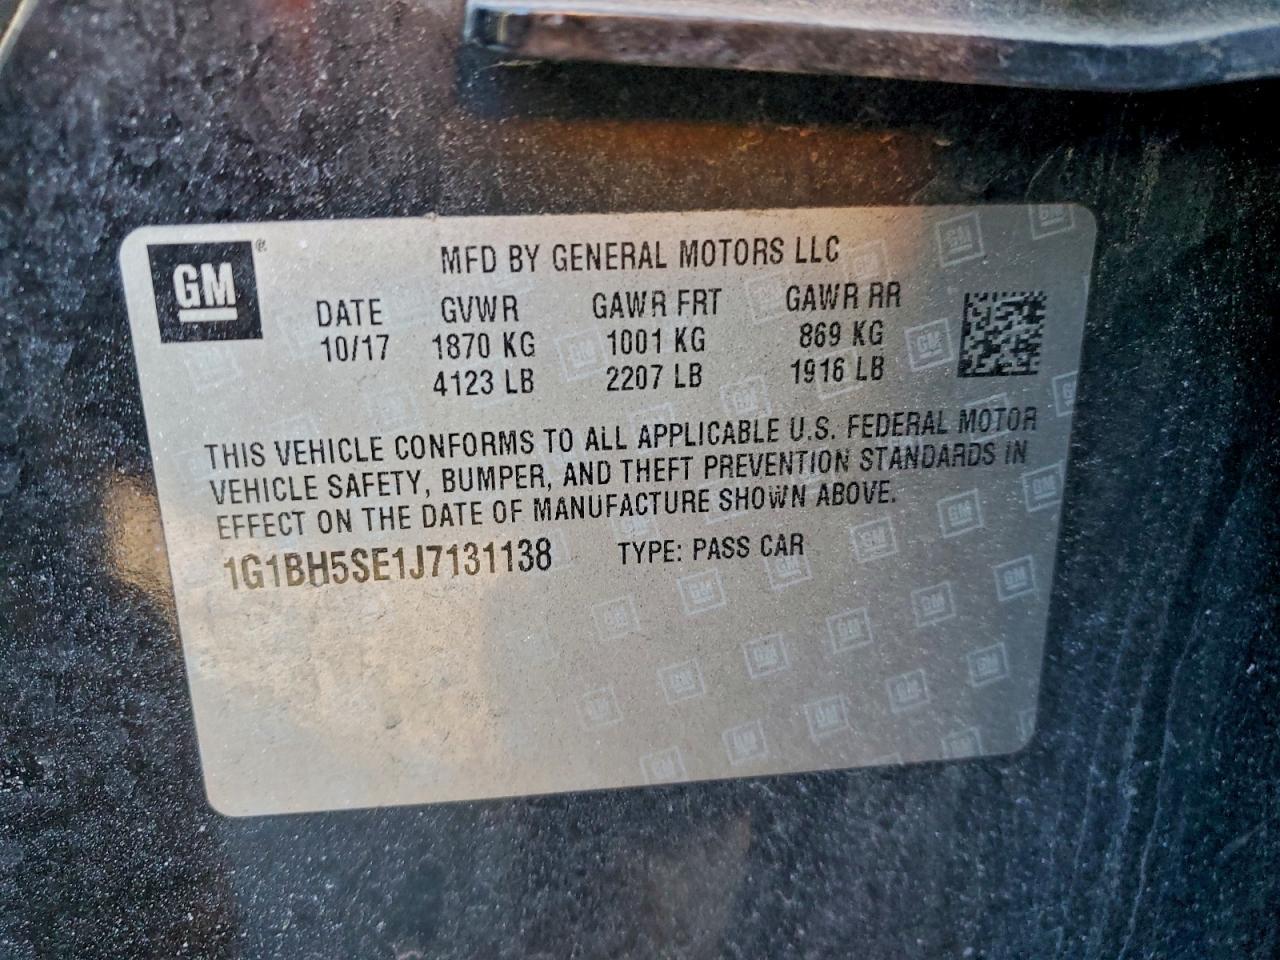 GM®
MFD BY GENERAL MOTORS LLC
DATE GVWR GAWR FRT GAWR RR
10/17 1870 KG 1001 KG 869 KG
4123 LB 2207 LB 1916 LB
THIS VEHICLE CONFORMS TO ALL APPLICABLE U.S. FEDERAL MOTOR
VEHICLE SAFETY, BUMPER, AND THEFT PREVENTION STANDARDS IN
EFFECT ON THE DATE OF MANUFACTURE SHOWN ABOVE.
1G1BH5SE1J7131138 TYPE: PASS CAR